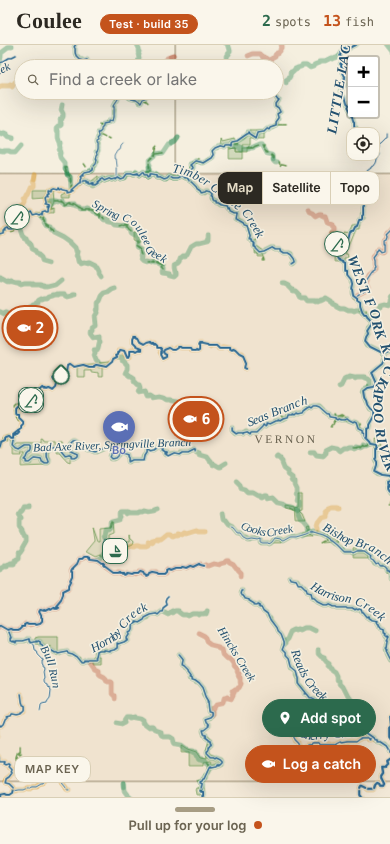 Coulee
Test · build 35
2 spots 13 fish
Find a creek or lake
+
−
Map
Satellite
Topo
Timber
Creek
Spring Coulee
Creek
WEST FORK
KICKAPOO RIVER
2
6
Seas Branch
VERNON
Bad Axe River, Springville Branch
Bo
Cooks Creek
Bishop Branch
Harrison Creek
Hornby Creek
Bull Run
Hincks Creek
Reads Creek
Add spot
Log a catch
MAP KEY
Pull up for your log